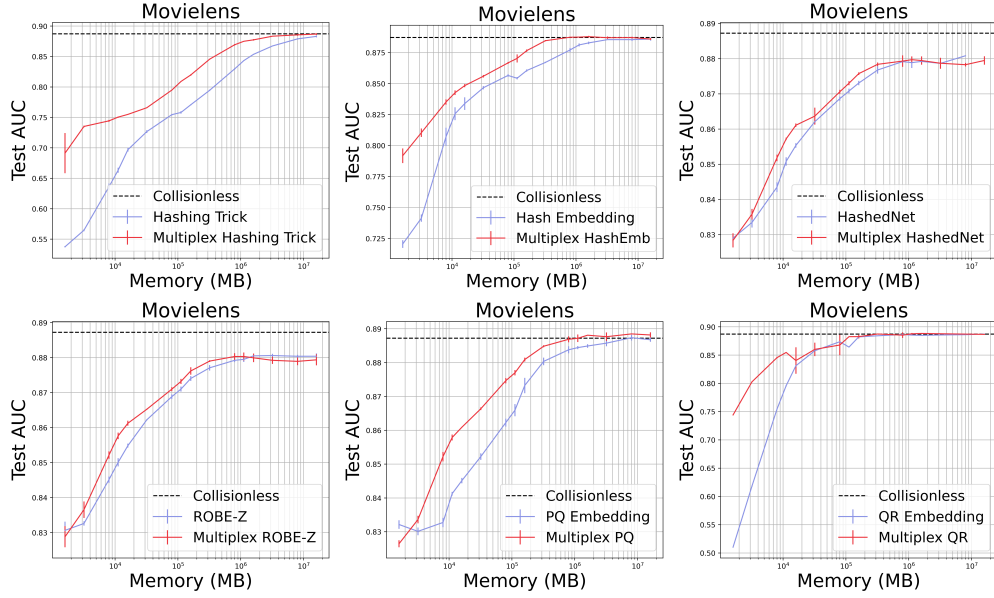 Movielens
Test AUC
0.90
0.85
0.80
0.75
0.70
0.65
0.60
0.55
10⁴
10⁵
10⁶
10⁷
Memory (MB)
Collisionless
Hashing Trick
Multiplex Hashing Trick
Movielens
Test AUC
0.875
0.850
0.825
0.800
0.775
0.750
0.725
10⁴
10⁵
10⁶
10⁷
Memory (MB)
Collisionless
Hash Embedding
Multiplex HashEmb
Movielens
Test AUC
0.89
0.88
0.87
0.86
0.85
0.84
0.83
10⁴
10⁵
10⁶
10⁷
Memory (MB)
Collisionless
HashedNet
Multiplex HashedNet
Movielens
Test AUC
0.89
0.88
0.87
0.86
0.85
0.84
0.83
10⁴
10⁵
10⁶
10⁷
Memory (MB)
Collisionless
ROBE-Z
Multiplex ROBE-Z
Movielens
Test AUC
0.89
0.88
0.87
0.86
0.85
0.84
0.83
10⁴
10⁵
10⁶
10⁷
Memory (MB)
Collisionless
PQ Embedding
Multiplex PQ
Movielens
Test AUC
0.90
0.85
0.80
0.75
0.70
0.65
0.60
0.55
0.50
10⁴
10⁵
10⁶
10⁷
Memory (MB)
Collisionless
QR Embedding
Multiplex QR